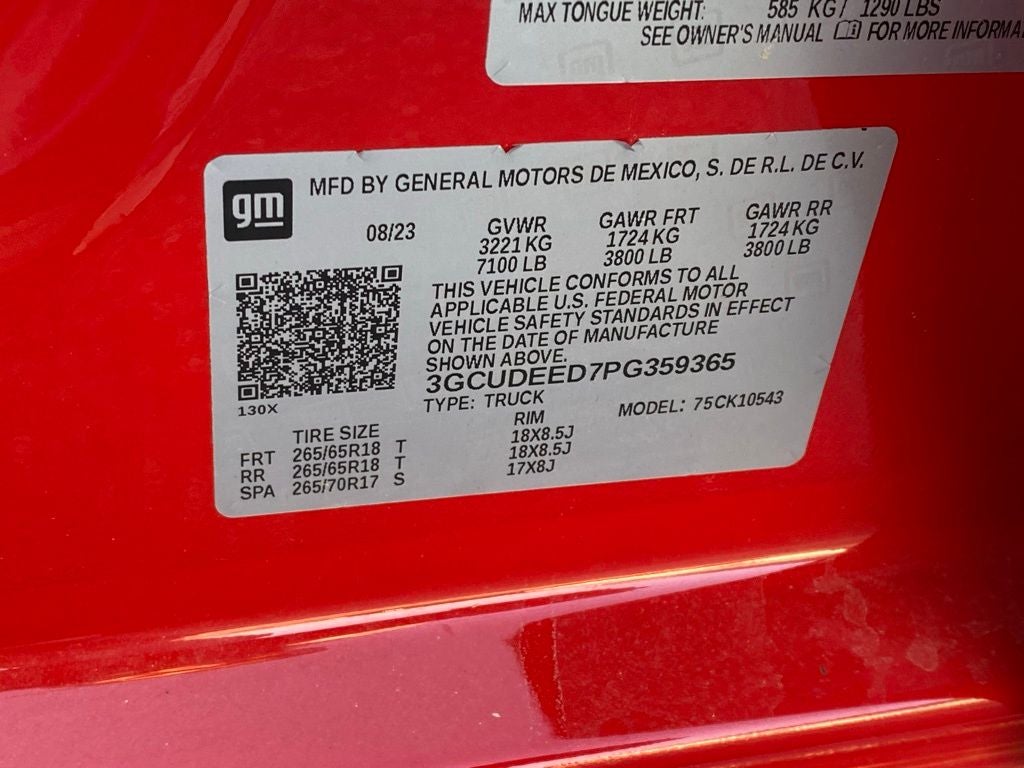 MAX TONGUE WEIGHT: 585 KG / 1290 LBS
SEE OWNER'S MANUAL FOR MORE INFORMA
gm
MFD BY GENERAL MOTORS DE MEXICO, S. DE R.L. DE C.V.
08/23 GVWR GAWR FRT GAWR RR
3221 KG 1724 KG 1724 KG
7100 LB 3800 LB 3800 LB
THIS VEHICLE CONFORMS TO ALL
APPLICABLE U.S. FEDERAL MOTOR
VEHICLE SAFETY STANDARDS IN EFFECT
ON THE DATE OF MANUFACTURE
SHOWN ABOVE.
3GCUDEED7PG359365
130X
TYPE: TRUCK MODEL: 75CK10543
TIRE SIZE RIM
FRT 265/65R18 T 18X8.5J
RR 265/65R18 T 18X8.5J
SPA 265/70R17 S 17X8J